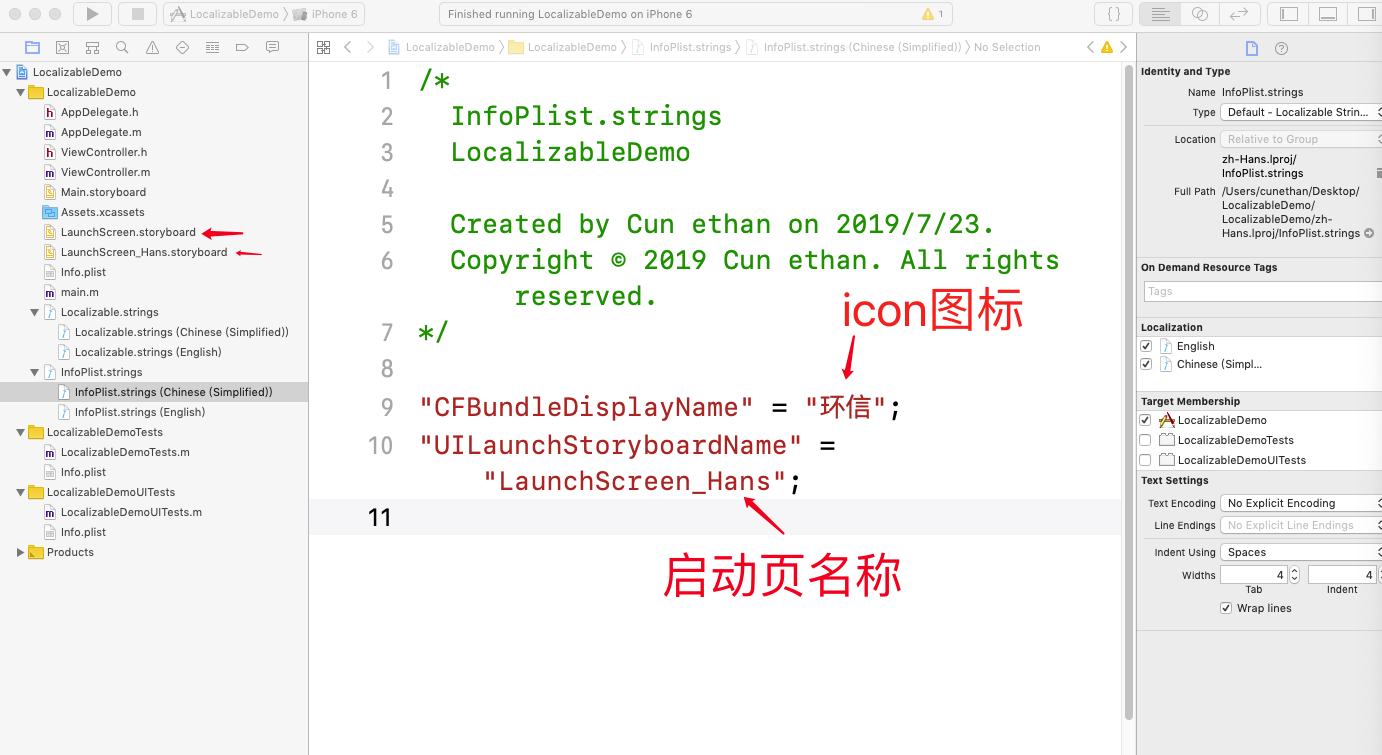 LocalizableDemo
iPhone 6
Finished running LocalizableDemo on iPhone 6
1
{ }
LocalizableDemo
LocalizableDemo
AppDelegate.h
AppDelegate.m
ViewController.h
ViewController.m
Main.storyboard
Assets.xcassets
LaunchScreen.storyboard
LaunchScreen_Hans.storyboard
Info.plist
main.m
Localizable.strings
Localizable.strings (Chinese (Simplified))
Localizable.strings (English)
InfoPlist.strings
InfoPlist.strings (Chinese (Simplified))
InfoPlist.strings (English)
LocalizableDemoTests
LocalizableDemoTests.m
Info.plist
LocalizableDemoUITests
LocalizableDemoUITests.m
Info.plist
Products
LocalizableDemo
LocalizableDemo
InfoPlist.strings
InfoPlist.strings (Chinese (Simplified))
No Selection
1 /*
2 InfoPlist.strings
3 LocalizableDemo
4
5 Created by Cun ethan on 2019/7/23.
6 Copyright © 2019 Cun ethan. All rights
reserved.
icon图标
7 */
8
9 "CFBundleDisplayName" = "环信";
10 "UILaunchStoryboardName" =
"LaunchScreen_Hans";
11
启动页名称
Identity and Type
Name InfoPlist.strings
Type Default - Localizable Strin...
Location Relative to Group
zh-Hans.lproj/
InfoPlist.strings
Full Path /Users/cunethan/Desktop/
LocalizableDemo/
LocalizableDemo/zh-
Hans.lproj/InfoPlist.strings
On Demand Resource Tags
Tags
Localization
English
Chinese (Simpl...
Target Membership
LocalizableDemo
LocalizableDemoTests
LocalizableDemoUITests
Text Settings
Text Encoding No Explicit Encoding
Line Endings No Explicit Line Endings
Indent Using Spaces
Widths 4 4
Tab Indent
Wrap lines